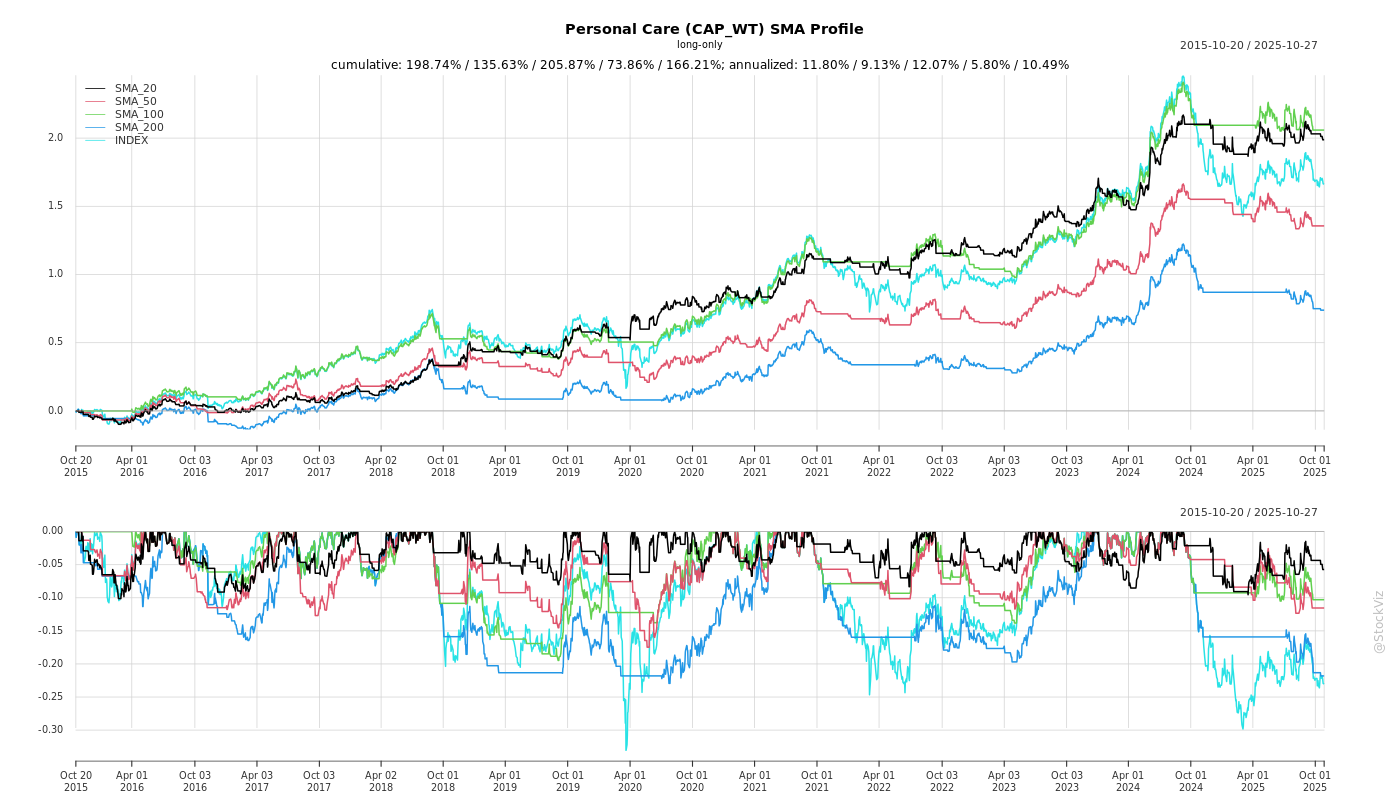 Personal Care (CAP_WT) SMA Profile
long-only
2015-10-20 / 2025-10-27
cumulative: 198.74% / 135.63% / 205.87% / 73.86% / 166.21%; annualized: 11.80% / 9.13% / 12.07% / 5.80% / 10.49%
SMA_20
SMA_50
SMA_100
SMA_200
INDEX
2.0
1.5
1.0
0.5
0.0
Oct 20 Apr 01 Oct 03 Apr 03 Oct 03 Apr 02 Oct 01 Apr 01 Oct 01 Apr 01 Oct 01 Apr 01 Oct 01 Apr 01 Oct 03 Apr 03 Oct 03 Apr 01 Oct 01 Apr 01 Oct 01
2015 2016 2016 2017 2017 2018 2018 2019 2019 2020 2020 2021 2021 2022 2022 2023 2023 2024 2024 2025 2025
2015-10-20 / 2025-10-27
0.00
-0.05
-0.10
-0.15
-0.20
-0.25
-0.30
Oct 20 Apr 01 Oct 03 Apr 03 Oct 03 Apr 02 Oct 01 Apr 01 Oct 01 Apr 01 Oct 01 Apr 01 Oct 01 Apr 01 Oct 03 Apr 03 Oct 03 Apr 01 Oct 01 Apr 01 Oct 01
2015 2016 2016 2017 2017 2018 2018 2019 2019 2020 2020 2021 2021 2022 2022 2023 2023 2024 2024 2025 2025
@StockViz